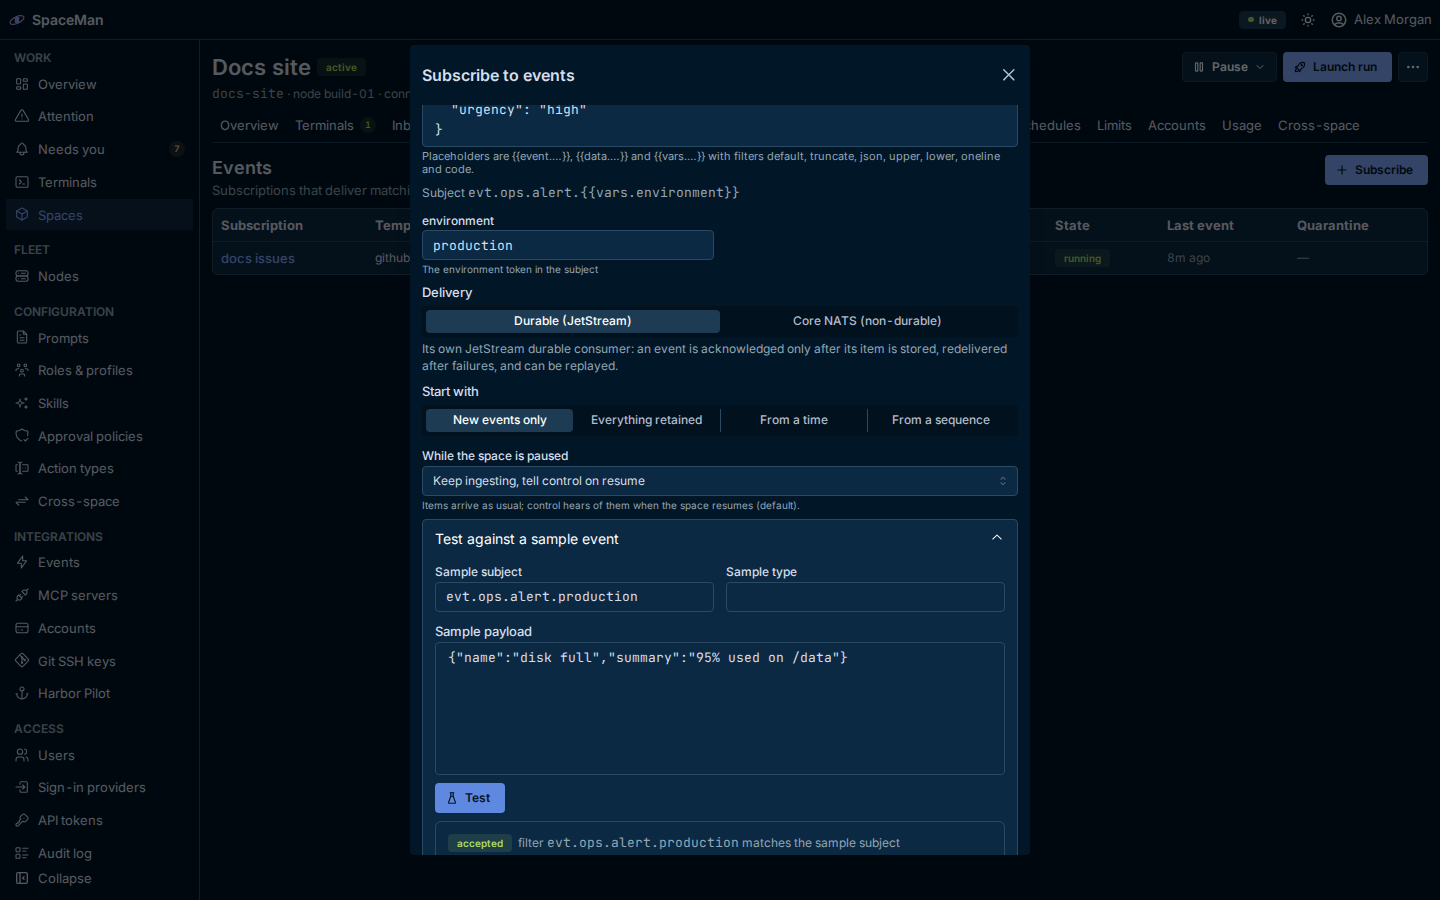 SpaceMan
live
Alex Morgan
WORK
Overview
Attention
Needs you
7
Terminals
Spaces
FLEET
Nodes
CONFIGURATION
Prompts
Roles & profiles
Skills
Approval policies
Action types
Cross-space
INTEGRATIONS
Events
MCP servers
Accounts
Git SSH keys
Harbor Pilot
ACCESS
Users
Sign-in providers
API tokens
Audit log
Collapse
Docs site
active
docs-site · node build-01 ·
Pause
Launch run
Overview
Terminals 1
Limits
Accounts
Usage
Cross-space
Events
Subscriptions that deliver
Subscribe
Subscription
State
Last event
Quarantine
docs issues
github
running
8m ago
—
Subscribe to events
"urgency": "high"
}
Placeholders are {{event....}}, {{data....}} and {{vars....}} with filters default, truncate, json, upper, lower, oneline
and code.
Subject evt.ops.alert.{{vars.environment}}
environment
production
The environment token in the subject
Delivery
Durable (JetStream)
Core NATS (non-durable)
Its own JetStream durable consumer: an event is acknowledged only after its item is stored, redelivered
after failures, and can be replayed.
Start with
New events only
Everything retained
From a time
From a sequence
While the space is paused
Keep ingesting, tell control on resume
Items arrive as usual; control hears of them when the space resumes (default).
Test against a sample event
Sample subject
Sample type
evt.ops.alert.production
Sample payload
{"name":"disk full","summary":"95% used on /data"}
Test
accepted filter evt.ops.alert.production matches the sample subject